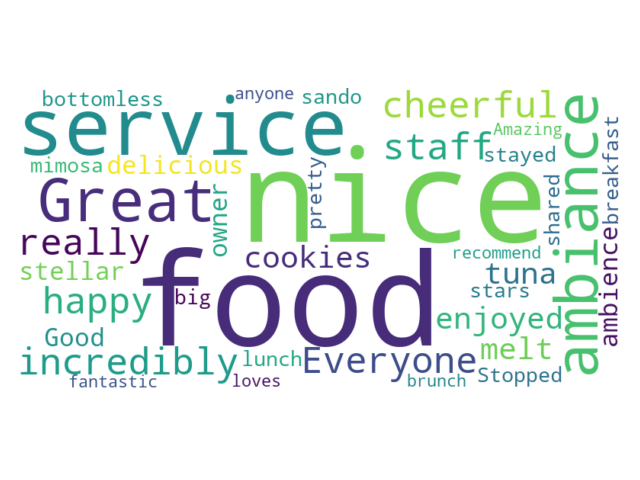 bottomless
anyone
sando
cheerful
service
Amazing
staff
stayed
mimosa
delicious
nice
Great
owner
pretty
shared
breakfast
ambiance
really
cookies
recommend
stellar
food
tuna
ambience
happy
big
stars
enjoyed
Good
melt
incredibly
lunch
Everyone
Stopped
fantastic
loves
brunch